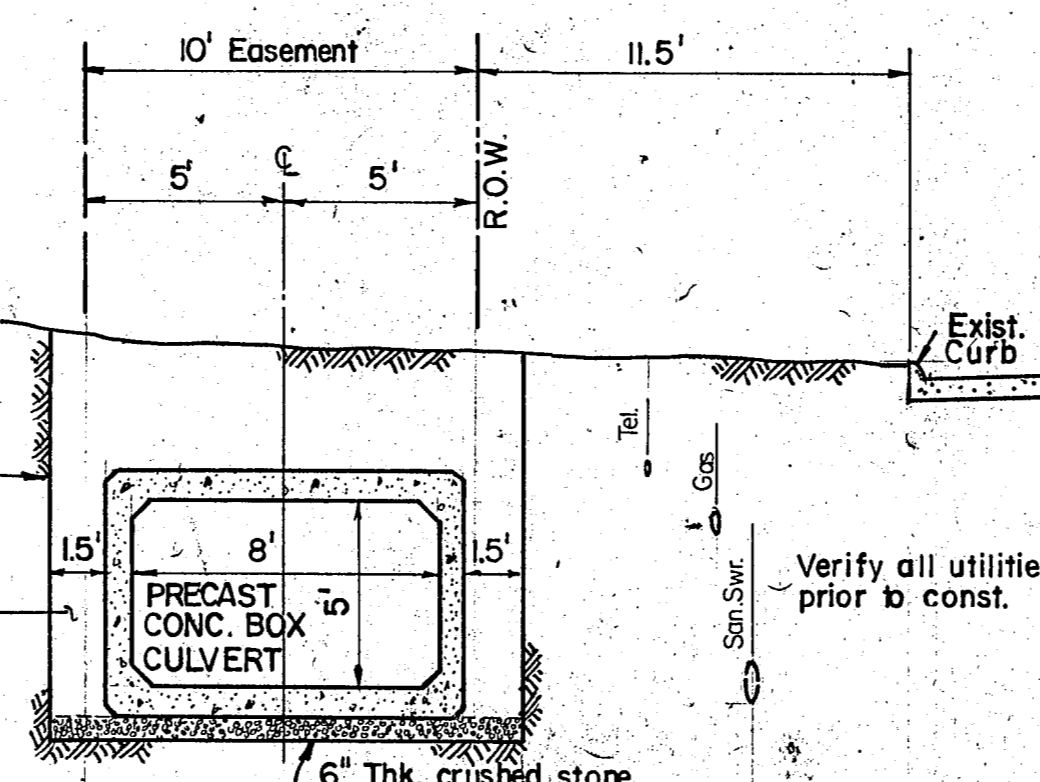 10' Easement
11.5'
℄
5'
5'
R.O.W.
Exist.
Curb
Tel.
Gas
San. Swr.
1.5'
8'
1.5'
5'
PRECAST
CONC. BOX
CULVERT
Verify all utilitie
prior to const.
6" Thk. crushed stone